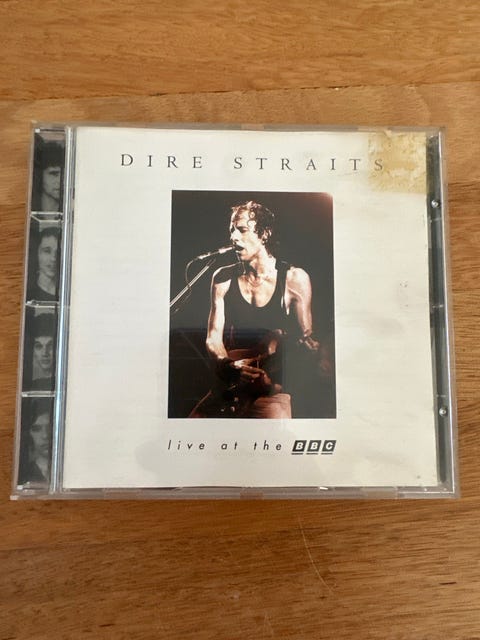 DIRE STRAITS
live at the BBC